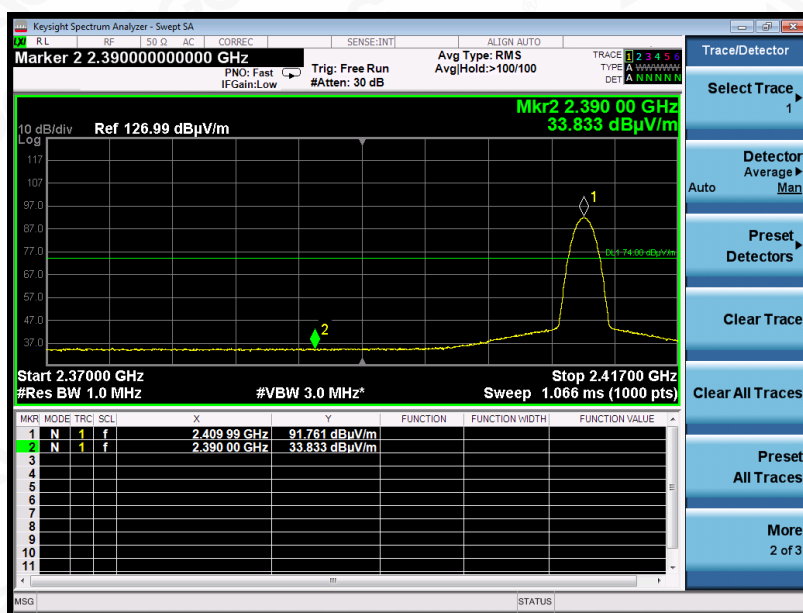 Keysight Spectrum Analyzer - Swept SA
LXI RL RF 50 Ω AC CORREC SENSE:INT ALIGN AUTO
Marker 2 2.390000000000 GHz
PNO: Fast
IFGain:Low
Trig: Free Run
#Atten: 30 dB
Avg Type: RMS
Avg|Hold:>100/100
TRACE 1 2 3 4 5 6
TYPE A WWWWW
DET A N N N N N
Mkr2 2.390 00 GHz
33.833 dBµV/m
10 dB/div Ref 126.99 dBµV/m
Log
117
107
97.0
87.0
77.0
67.0
57.0
47.0
37.0
1
DL1 74.00 dBµV/m
2
Start 2.37000 GHz Stop 2.41700 GHz
#Res BW 1.0 MHz #VBW 3.0 MHz* Sweep 1.066 ms (1000 pts)
MKR MODE TRC SCL X Y FUNCTION FUNCTION WIDTH FUNCTION VALUE
1 N 1 f 2.409 99 GHz 91.761 dBµV/m
2 N 1 f 2.390 00 GHz 33.833 dBµV/m
3
4
5
6
7
8
9
10
11
MSG STATUS
Trace/Detector
Select Trace
1
Detector
Average
Auto Man
Preset
Detectors
Clear Trace
Clear All Traces
Preset
All Traces
More
2 of 3